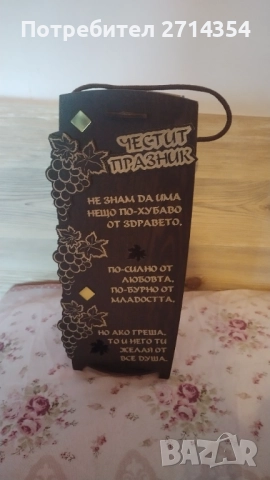 Потребител 2714354
ЧЕСТИТ
ПРАЗНИК
НЕ ЗНАМ ДА ИМА
НЕЩО ПО-ХУБАВО
ОТ ЗДРАВЕТО,
ПО-СИЛНО ОТ
ЛЮБОВТА,
ПО-БУРНО ОТ
МЛАДОСТТА.
НО АКО ГРЕША,
ТО И НЕГО ТИ
ЖЕЛАЯ ОТ
ВСЕ ДУША.
BAZAR